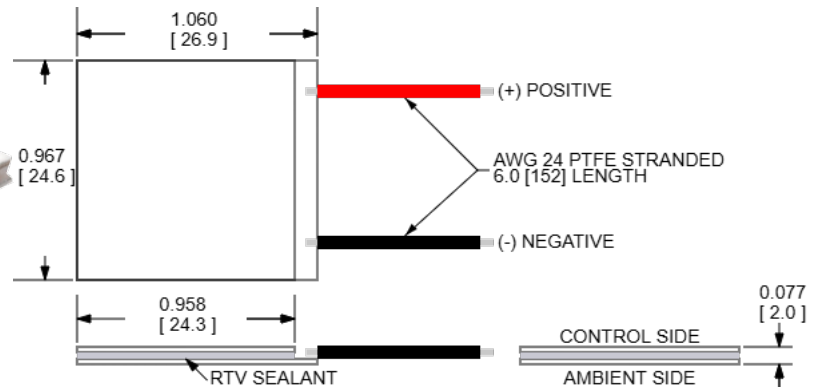 1.060
[ 26.9 ]
(+) POSITIVE
0.967
[ 24.6 ]
AWG 24 PTFE STRANDED
6.0 [152] LENGTH
(-) NEGATIVE
0.958
[ 24.3 ]
0.077
[ 2.0 ]
CONTROL SIDE
RTV SEALANT
AMBIENT SIDE